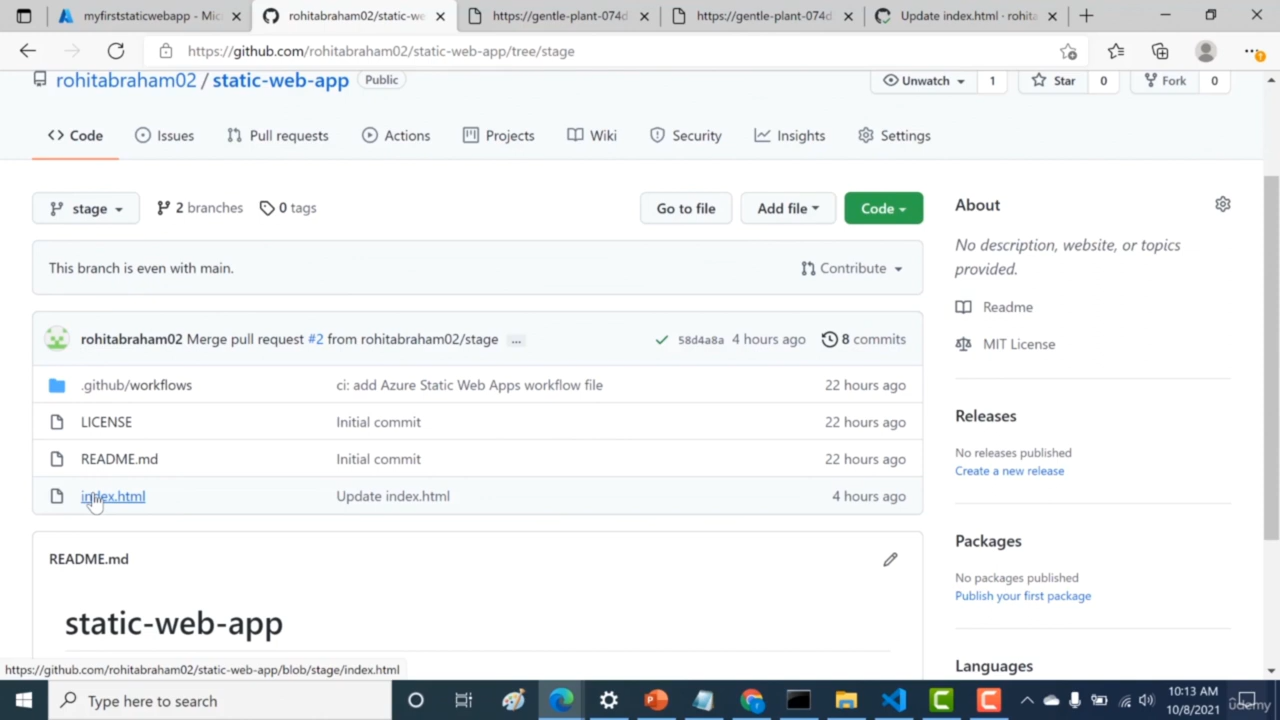 myfirststaticwebapp - Mic
rohitabraham02/static-we
https://gentle-plant-074d
https://gentle-plant-074d
Update index.html · rohita
https://github.com/rohitabraham02/static-web-app/tree/stage
rohitabraham02 / static-web-app Public
Unwatch 1 Star 0 Fork 0
Code Issues Pull requests Actions Projects Wiki Security Insights Settings
stage 2 branches 0 tags Go to file Add file Code
This branch is even with main. Contribute
rohitabraham02 Merge pull request #2 from rohitabraham02/stage ... 58d4a8a 4 hours ago 8 commits
.github/workflows ci: add Azure Static Web Apps workflow file 22 hours ago
LICENSE Initial commit 22 hours ago
README.md Initial commit 22 hours ago
index.html Update index.html 4 hours ago
README.md
static-web-app
About
No description, website, or topics
provided.
Readme
MIT License
Releases
No releases published
Create a new release
Packages
No packages published
Publish your first package
Languages
https://github.com/rohitabraham02/static-web-app/blob/stage/index.html
Type here to search
10:13 AM
10/8/2021
udemy